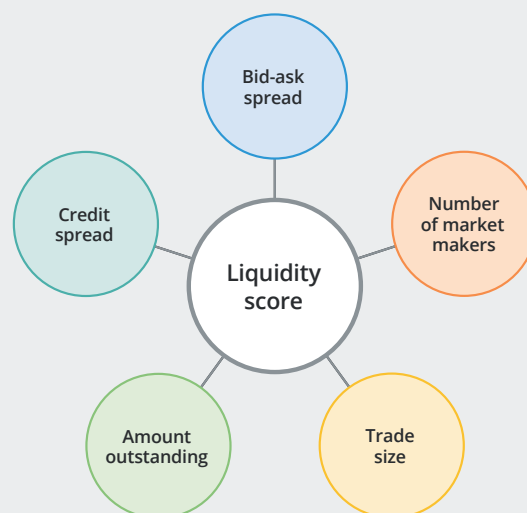 Bid-ask
spread
Number
of market
makers
Credit
spread
Liquidity
score
Trade
size
Amount
outstanding